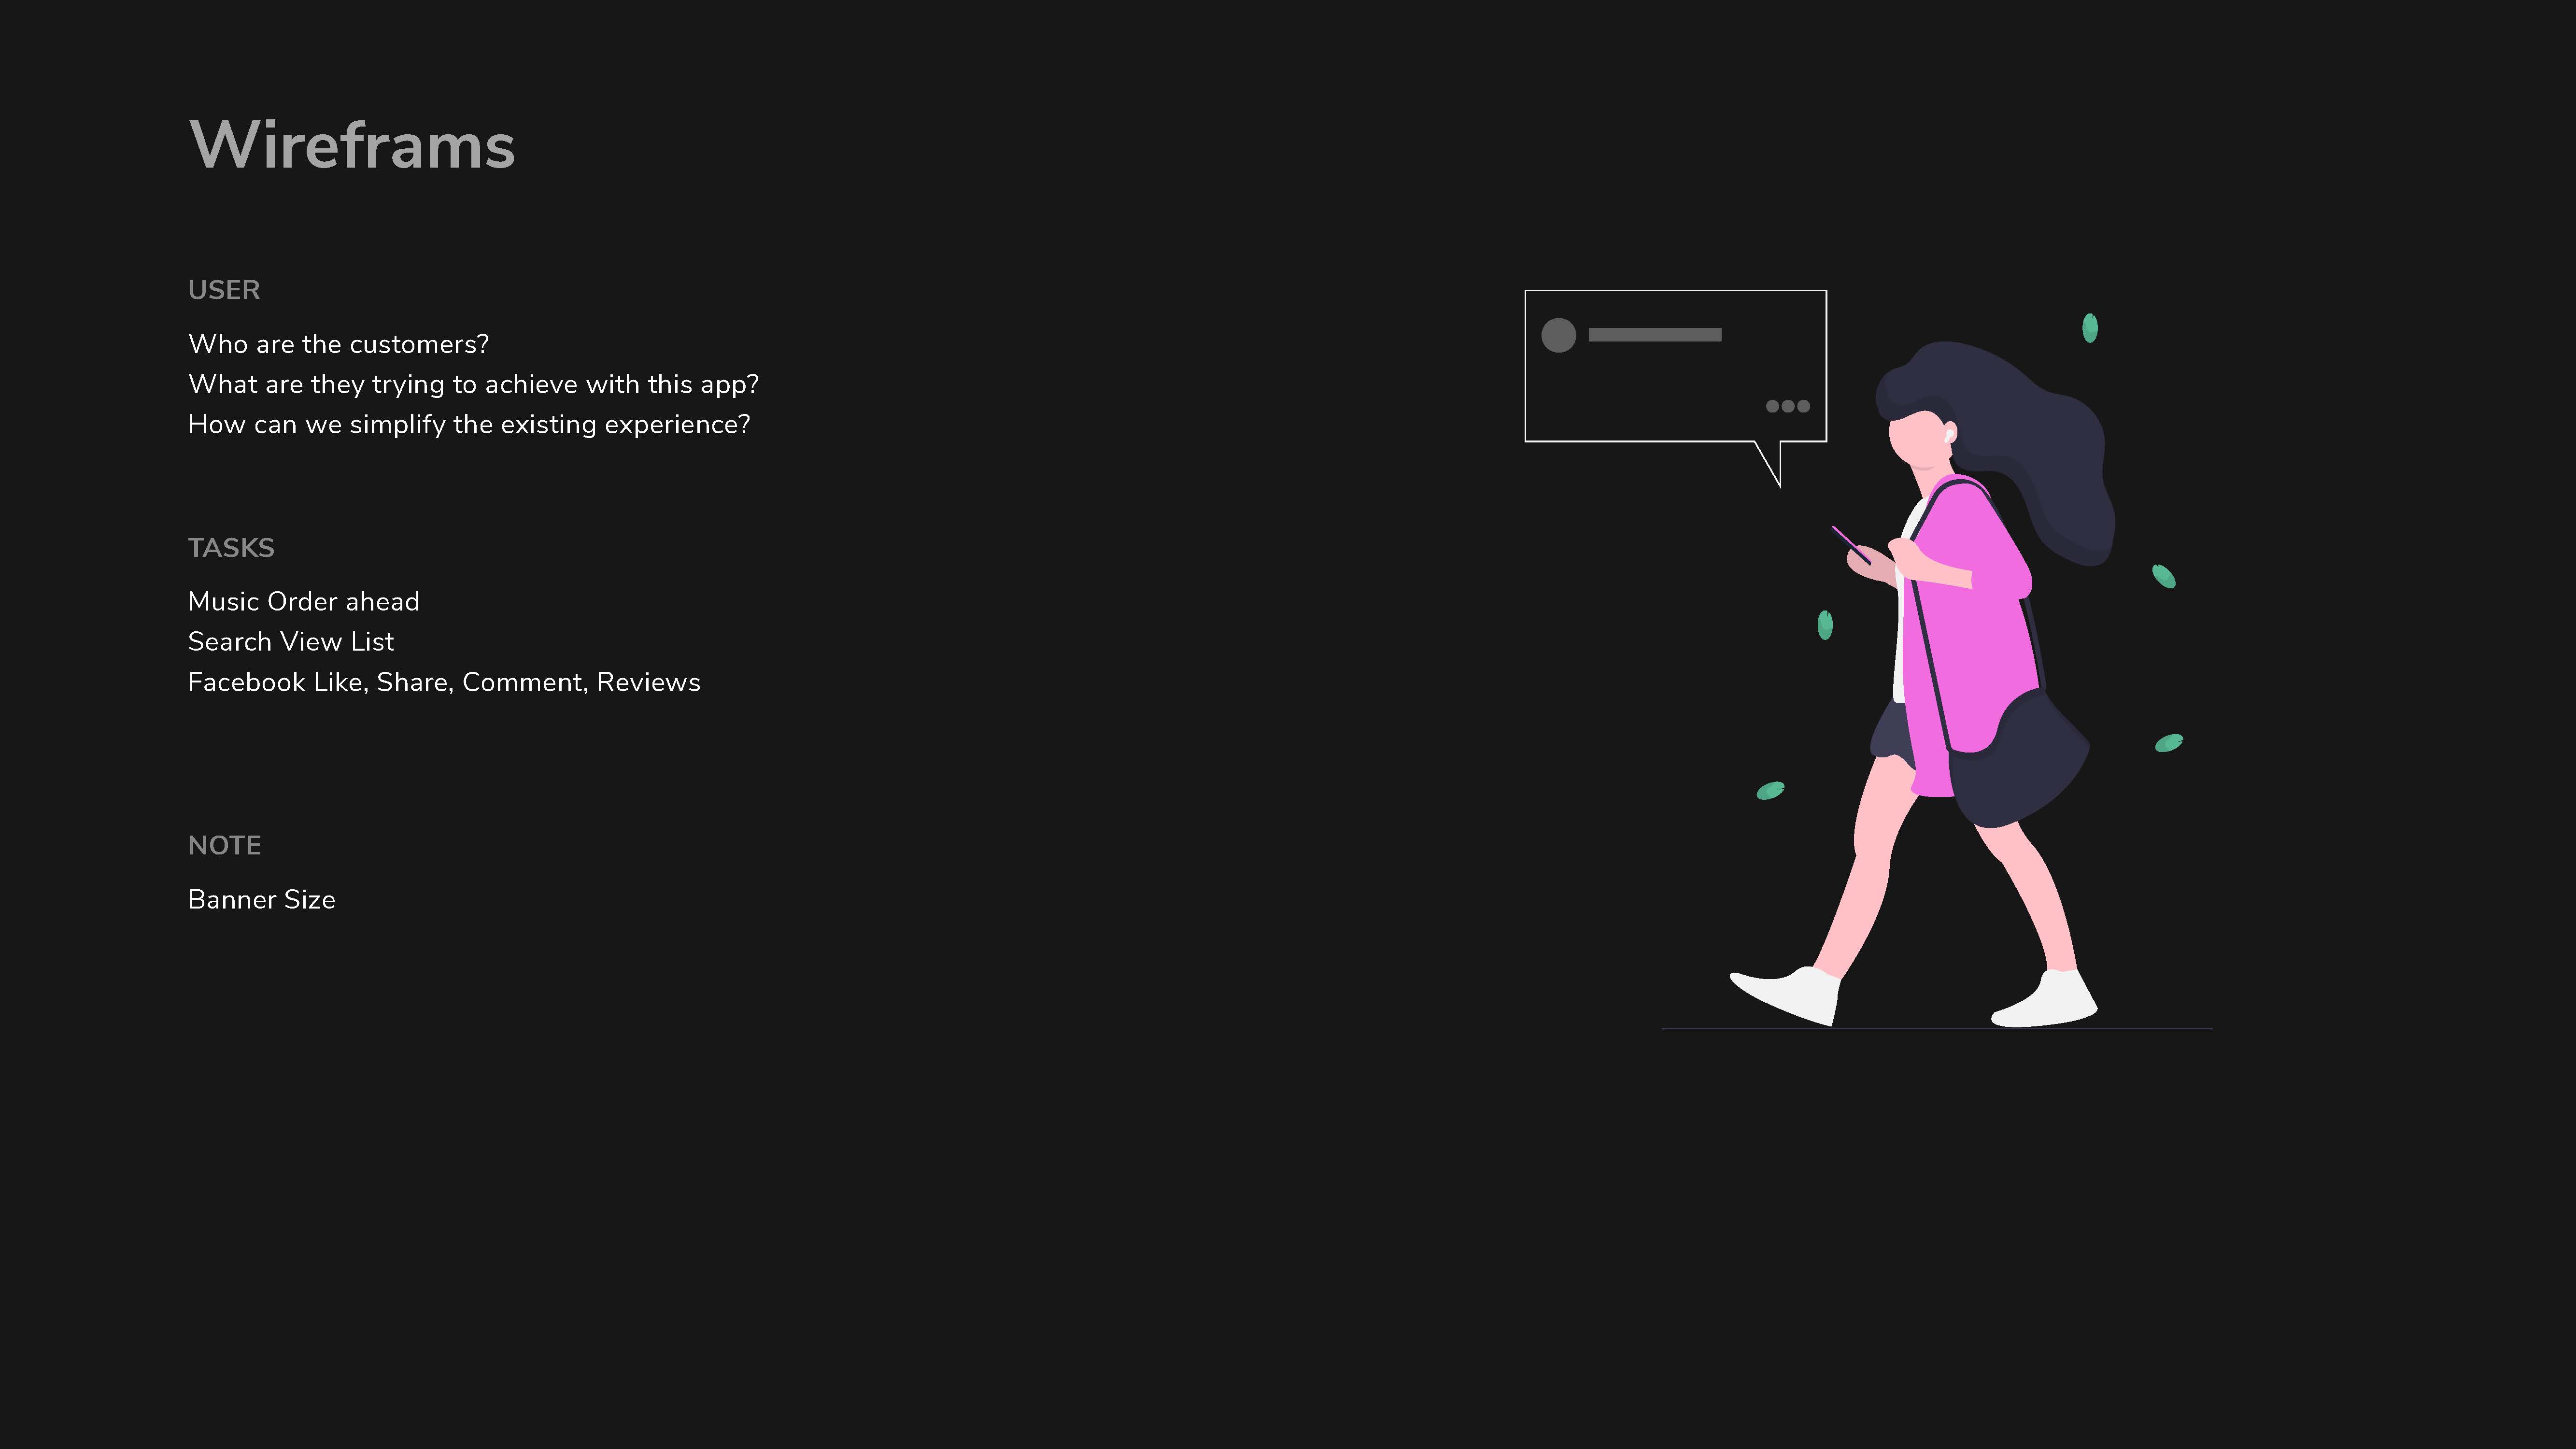 Wireframs
USER
Who are the customers?
What are they trying to achieve with this app?
How can we simplify the existing experience?
TASKS
Music Order ahead
Search View List
Facebook Like, Share, Comment, Reviews
NOTE
Banner Size